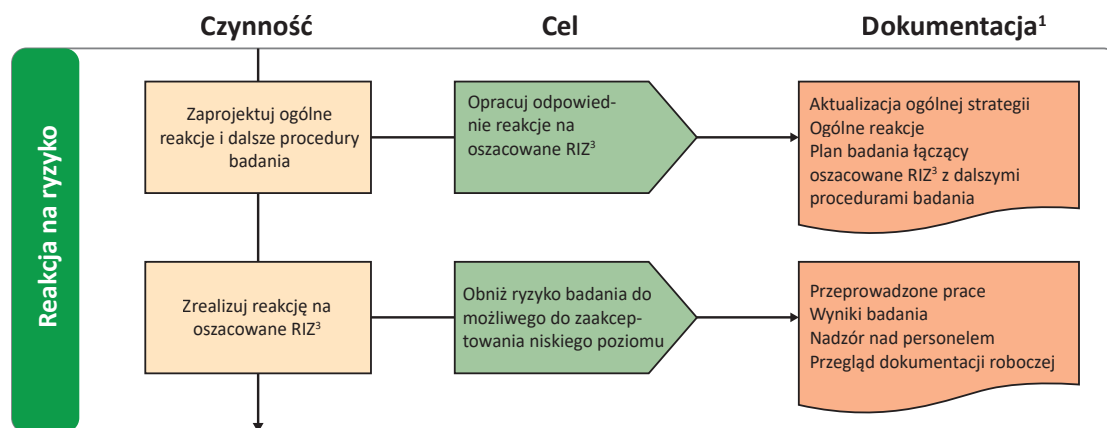 Czynność
Cel
Dokumentacja¹
Reakcja na ryzyko
Zaprojektuj ogólne
reakcje i dalsze procedury
badania
Opracuj odpowied-
nie reakcje na
oszacowane RIZ³
Aktualizacja ogólnej strategii
Ogólne reakcje
Plan badania łączący
oszacowane RIZ³ z dalszymi
procedurami badania
Zrealizuj reakcję na
oszacowane RIZ³
Obniż ryzyko badania do
możliwego do zaakcep-
towania niskiego poziomu
Przeprowadzone prace
Wyniki badania
Nadzór nad personelem
Przegląd dokumentacji roboczej